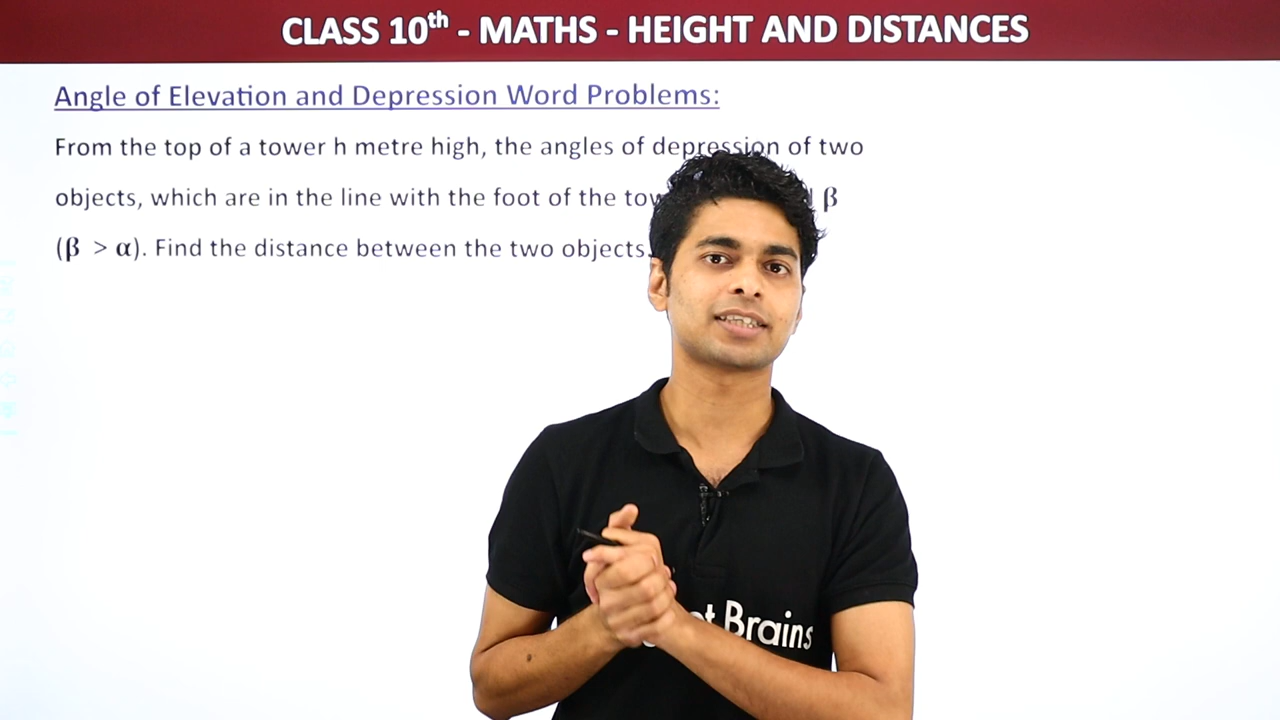 CLASS 10th - MATHS - HEIGHT AND DISTANCES
Angle of Elevation and Depression Word Problems:
From the top of a tower h metre high, the angles of depression of two
objects, which are in the line with the foot of the β
(β > α). Find the distance between the two objects.
Brains